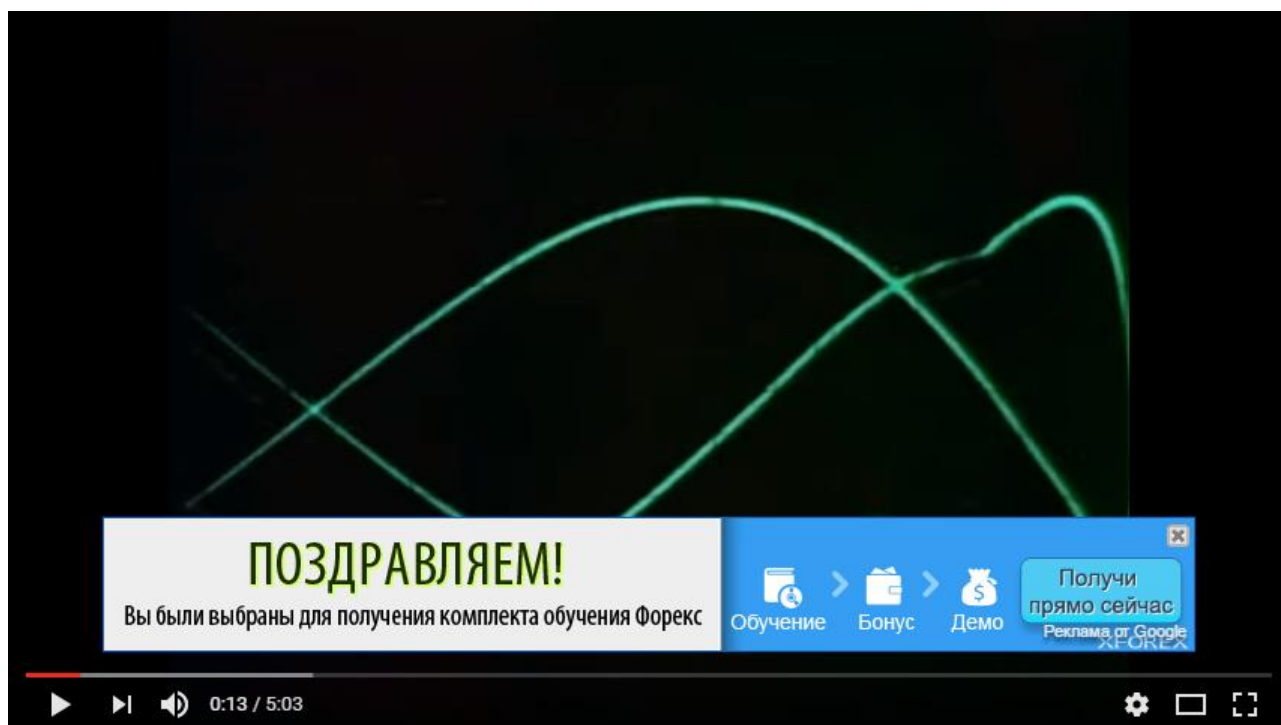 ПОЗДРАВЛЯЕМ!
Вы были выбраны для получения комплекта обучения Форекс
Обучение
Бонус
Демо
Получи
прямо сейчас
Реклама от Google
XFOREX
0:13 / 5:03